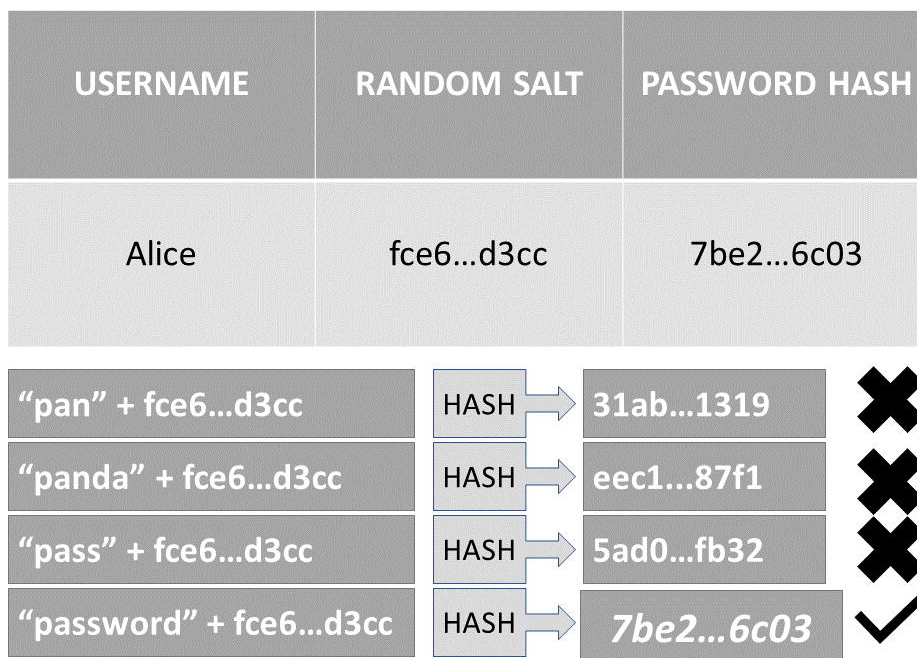 USERNAME RANDOM SALT PASSWORD HASH
Alice fce6...d3cc 7be2...6c03
“pan” + fce6...d3cc HASH 31ab...1319
“panda” + fce6...d3cc HASH eec1...87f1
“pass” + fce6...d3cc HASH 5ad0...fb32
“password” + fce6...d3cc HASH 7be2...6c03